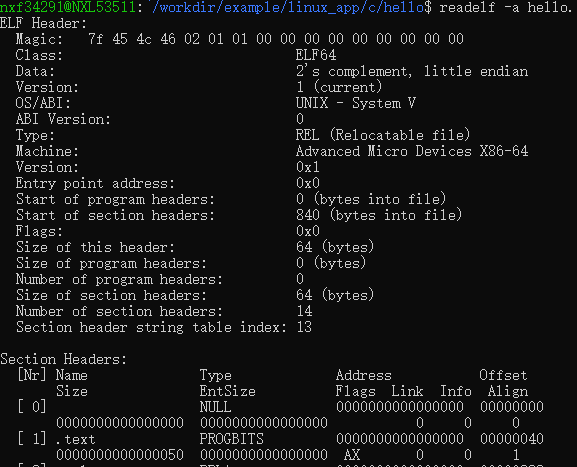 nxf34291@NXL53511:/workdir/example/linux_app/c/hello$ readelf -a hello.
ELF Header:
Magic: 7f 45 4c 46 02 01 01 00 00 00 00 00 00 00 00 00
Class: ELF64
Data: 2's complement, little endian
Version: 1 (current)
OS/ABI: UNIX - System V
ABI Version: 0
Type: REL (Relocatable file)
Machine: Advanced Micro Devices X86-64
Version: 0x1
Entry point address: 0x0
Start of program headers: 0 (bytes into file)
Start of section headers: 840 (bytes into file)
Flags: 0x0
Size of this header: 64 (bytes)
Size of program headers: 0 (bytes)
Number of program headers: 0
Size of section headers: 64 (bytes)
Number of section headers: 14
Section header string table index: 13
Section Headers:
[Nr] Name Type Address Offset
Size EntSize Flags Link Info Align
[ 0] NULL 0000000000000000 00000000
0000000000000000 0000000000000000 0 0 0
[ 1] .text PROGBITS 0000000000000000 00000040
0000000000000050 0000000000000000 AX 0 0 1